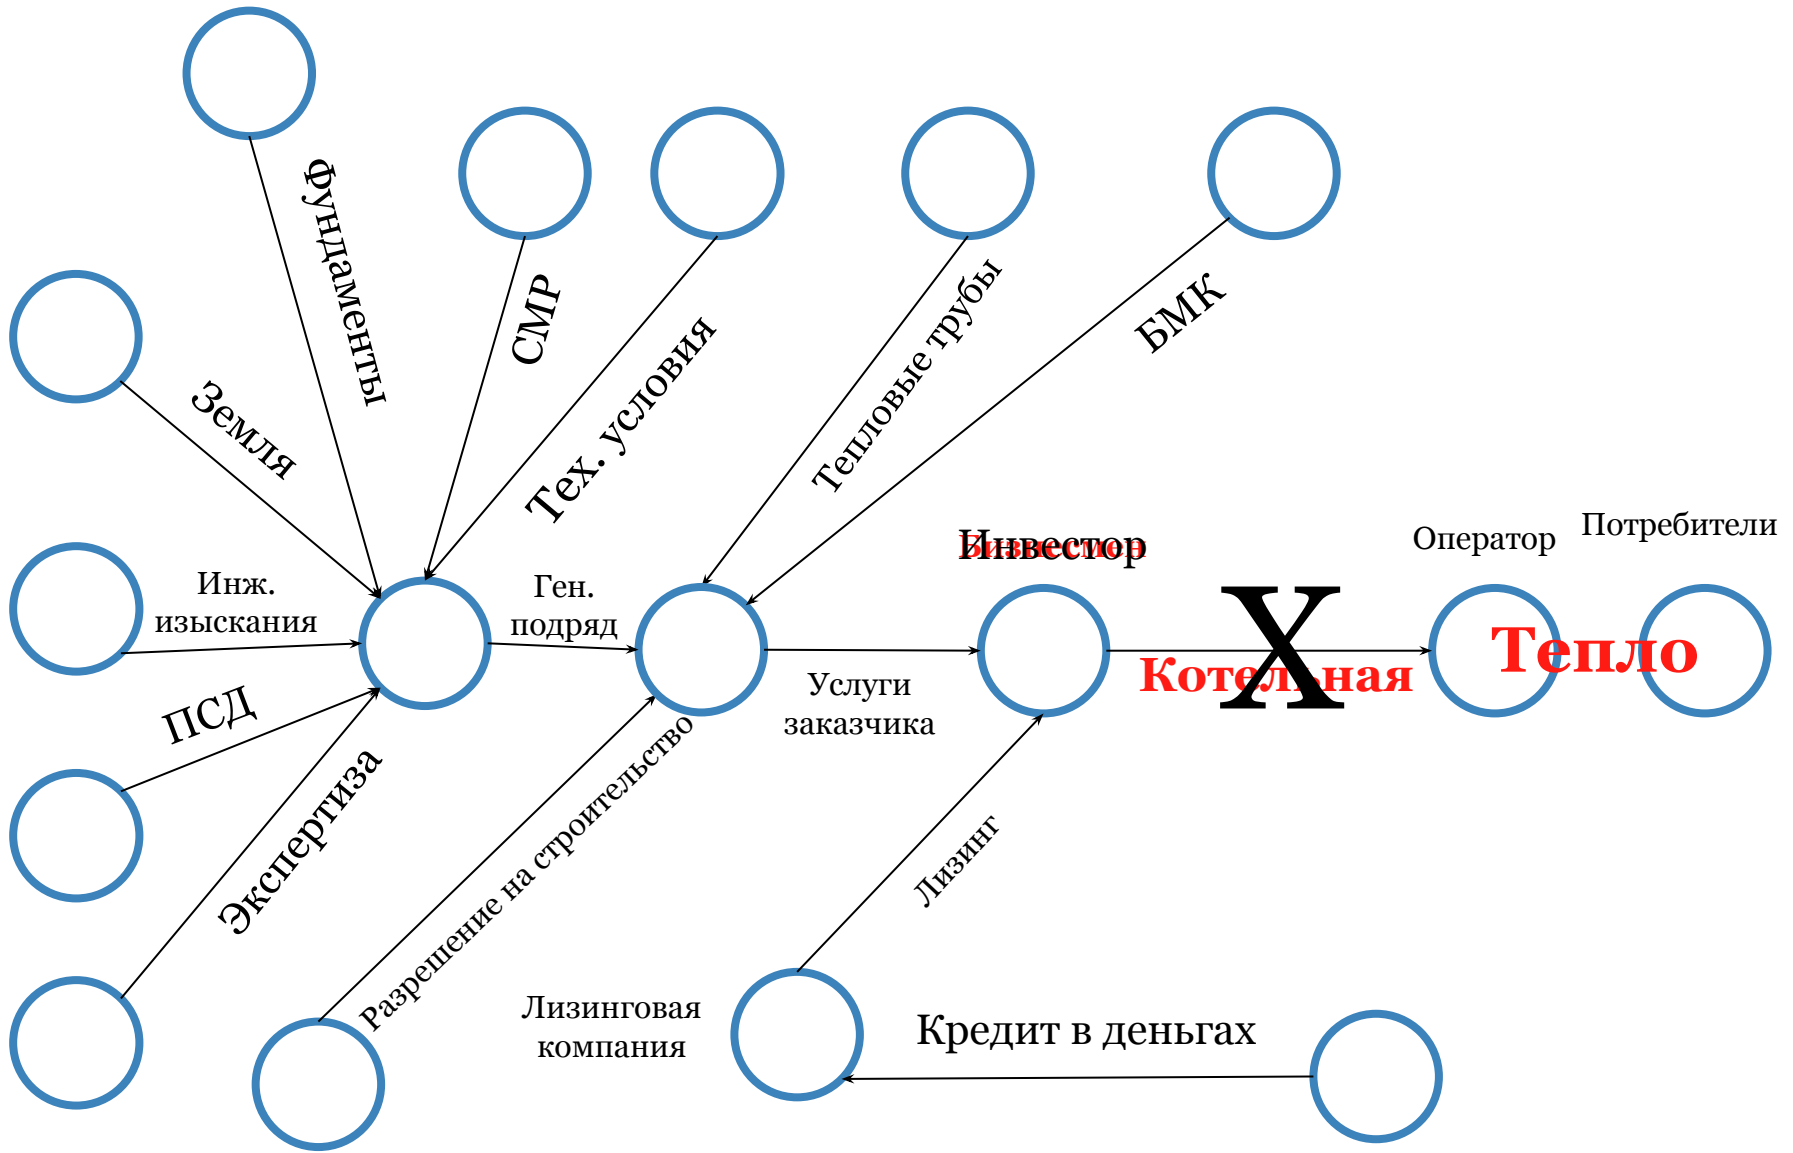 Фундаменты
СМР
Тех. условия
Тепловые трубы
БМК
Земля
Инж.
изыскания
Ген.
подряд
Инвестор
Бизнесмен
Оператор
Потребители
Котельная
X
Тепло
Услуги
заказчика
ПСД
Экспертиза
Разрешение на строительство
Лизинг
Лизинговая
компания
Кредит в деньгах